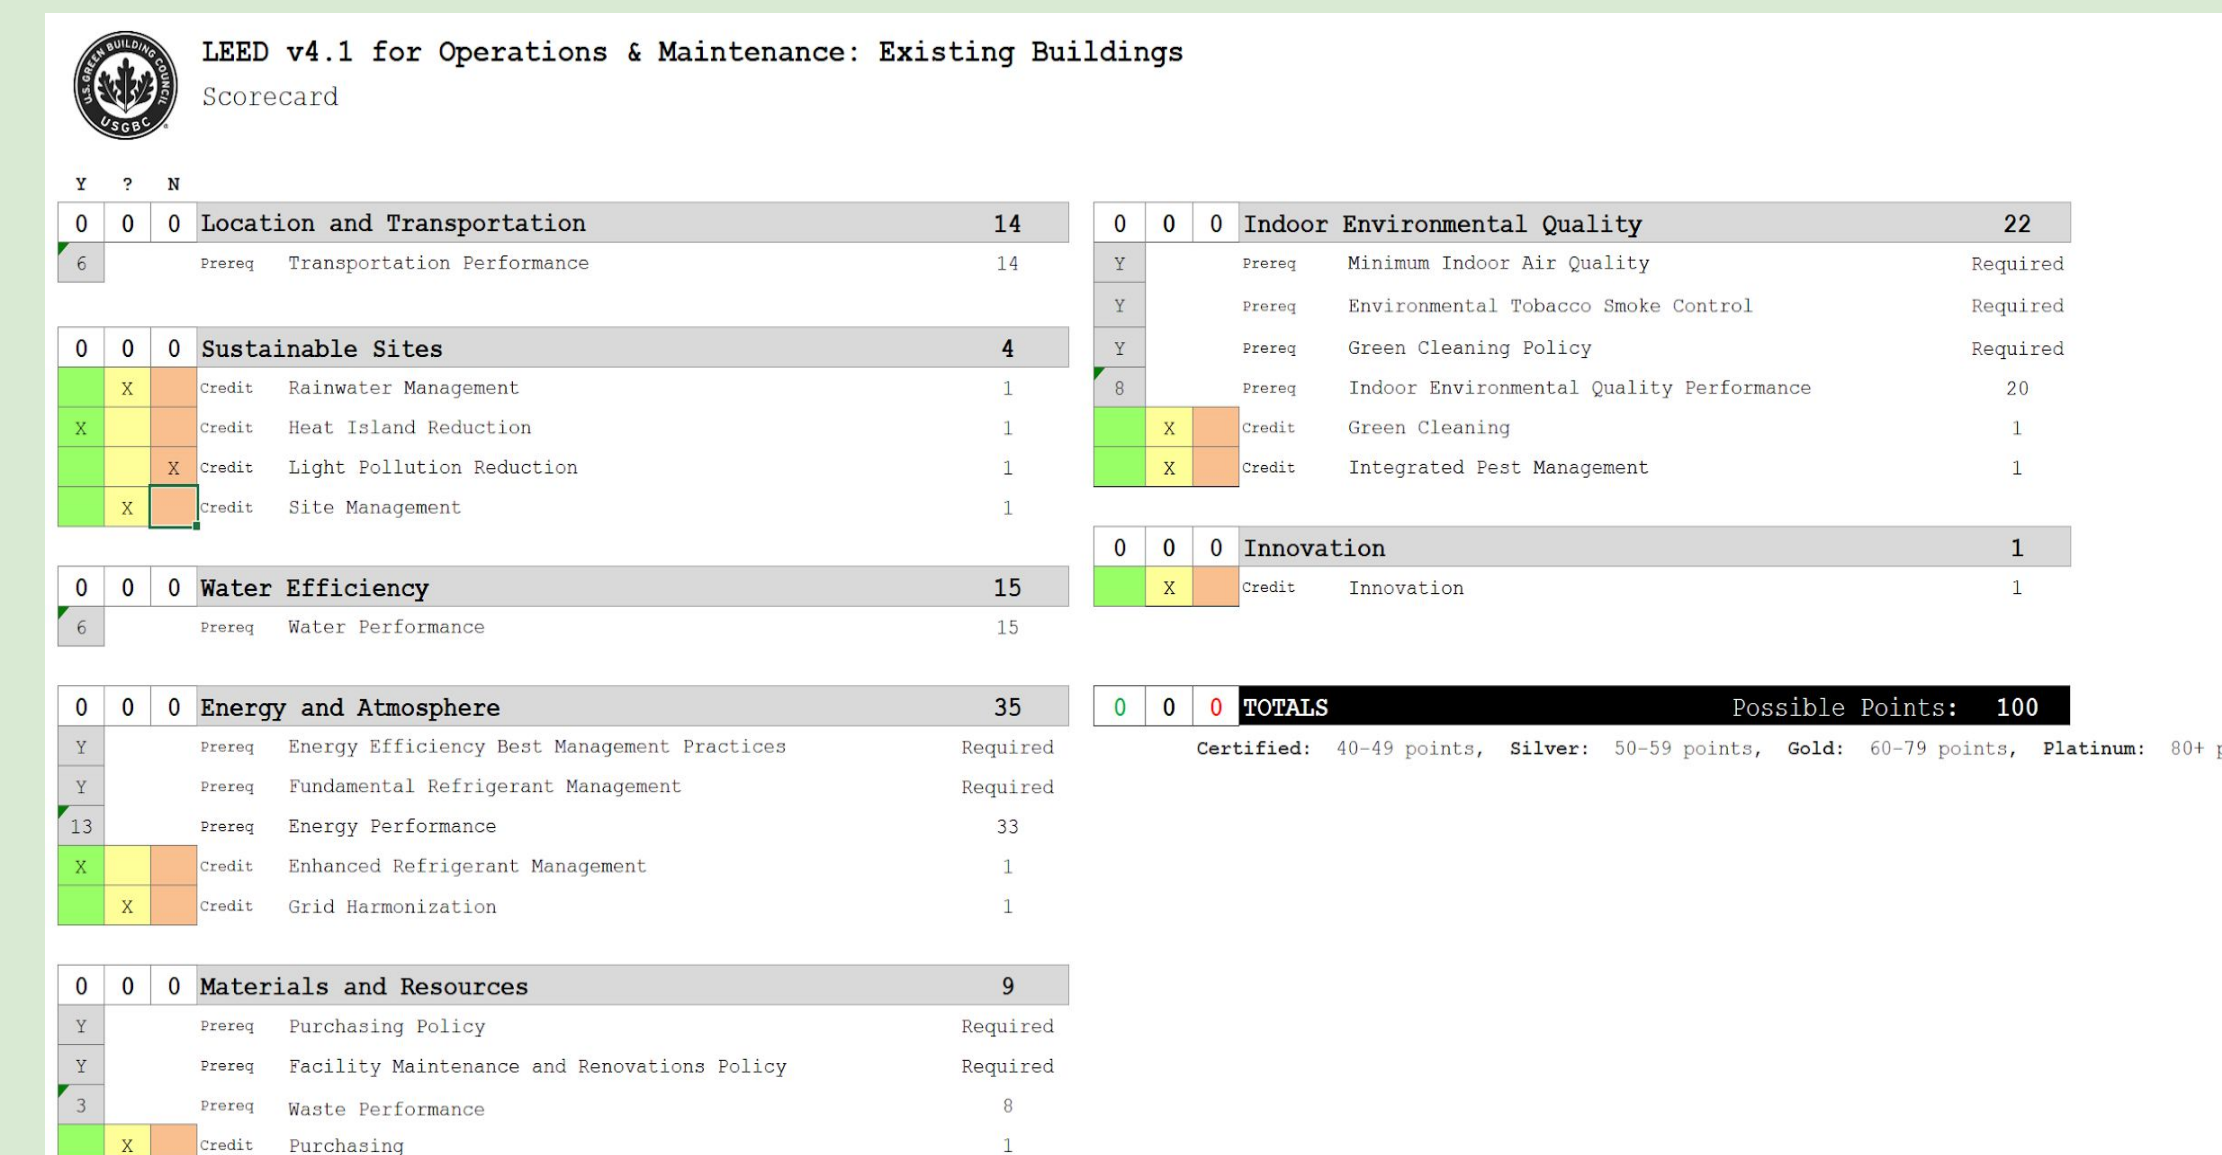 U.S. GREEN BUILDING COUNCIL
USGBC
LEED v4.1 for Operations & Maintenance: Existing Buildings
Scorecard
Y ? N
0 0 0 Location and Transportation 14
6 Prereq Transportation Performance 14
0 0 0 Sustainable Sites 4
X Credit Rainwater Management 1
X Credit Heat Island Reduction 1
X Credit Light Pollution Reduction 1
X Credit Site Management 1
0 0 0 Water Efficiency 15
6 Prereq Water Performance 15
0 0 0 Energy and Atmosphere 35
Y Prereq Energy Efficiency Best Management Practices Required
Y Prereq Fundamental Refrigerant Management Required
13 Prereq Energy Performance 33
X Credit Enhanced Refrigerant Management 1
X Credit Grid Harmonization 1
0 0 0 Materials and Resources 9
Y Prereq Purchasing Policy Required
Y Prereq Facility Maintenance and Renovations Policy Required
3 Prereq Waste Performance 8
X Credit Purchasing 1
0 0 0 Indoor Environmental Quality 22
Y Prereq Minimum Indoor Air Quality Required
Y Prereq Environmental Tobacco Smoke Control Required
Y Prereq Green Cleaning Policy Required
8 Prereq Indoor Environmental Quality Performance 20
X Credit Green Cleaning 1
X Credit Integrated Pest Management 1
0 0 0 Innovation 1
X Credit Innovation 1
0 0 0 TOTALS Possible Points: 100
Certified: 40-49 points, Silver: 50-59 points, Gold: 60-79 points, Platinum: 80+ p